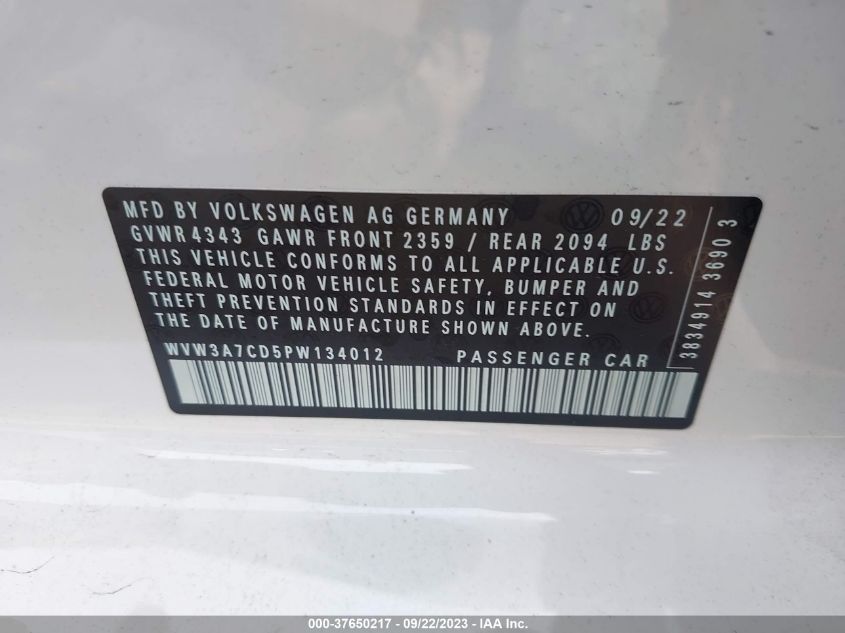 MFD BY VOLKSWAGEN AG GERMANY 09/22
GVWR 4343 GAWR FRONT 2359 / REAR 2094 LBS
THIS VEHICLE CONFORMS TO ALL APPLICABLE U.S.
FEDERAL MOTOR VEHICLE SAFETY, BUMPER AND
THEFT PREVENTION STANDARDS IN EFFECT ON
THE DATE OF MANUFACTURE SHOWN ABOVE.
WVW3A7CD5PW134012 PASSENGER CAR
3834914 3690 3
000-37650217 - 09/22/2023 - IAA Inc.